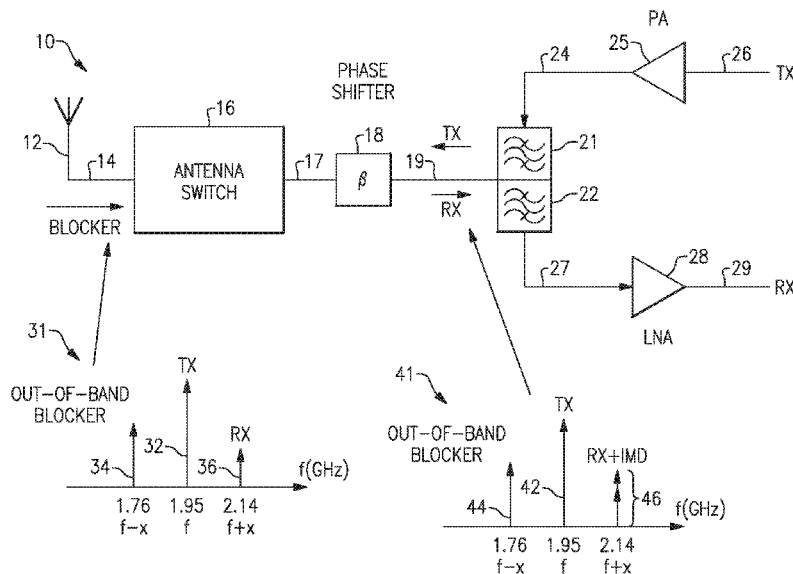 10
12
14
16
ANTENNA
SWITCH
BLOCKER
17
PHASE
SHIFTER
18
β
19
TX
RX
21
22
24
25
PA
26
TX
27
28
29
RX
LNA
31
OUT-OF-BAND
BLOCKER
TX
32
34
RX
36
f(GHz)
1.76 1.95 2.14
f-x f f+x
41
OUT-OF-BAND
BLOCKER
TX
42
44
RX+IMD
46
f(GHz)
1.76 1.95 2.14
f-x f f+x